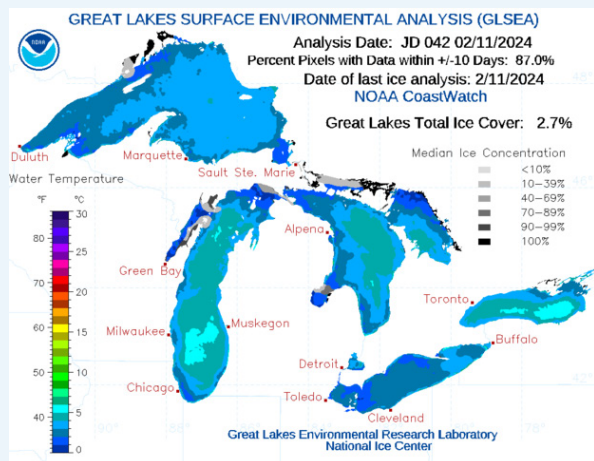 GREAT LAKES SURFACE ENVIRONMENTAL ANALYSIS (GLSEA)
NOAA
Analysis Date: JD 042 02/11/2024
Percent Pixels with Data within +/-10 Days: 87.0%
Date of last ice analysis: 2/11/2024
NOAA CoastWatch
48°N
Great Lakes Total Ice Cover: 2.7%
Duluth
Marquette
Sault Ste. Marie
Median Ice Concentration
<10%
10-39%
40-69%
70-89%
90-99%
100%
Water Temperature
°F °C
80
70
60
50
40
30
25
20
15
10
5
0
Alpena
Green Bay
Toronto
Milwaukee
Muskegon
Buffalo
Detroit
Chicago
Toledo
Cleveland
Great Lakes Environmental Research Laboratory
National Ice Center